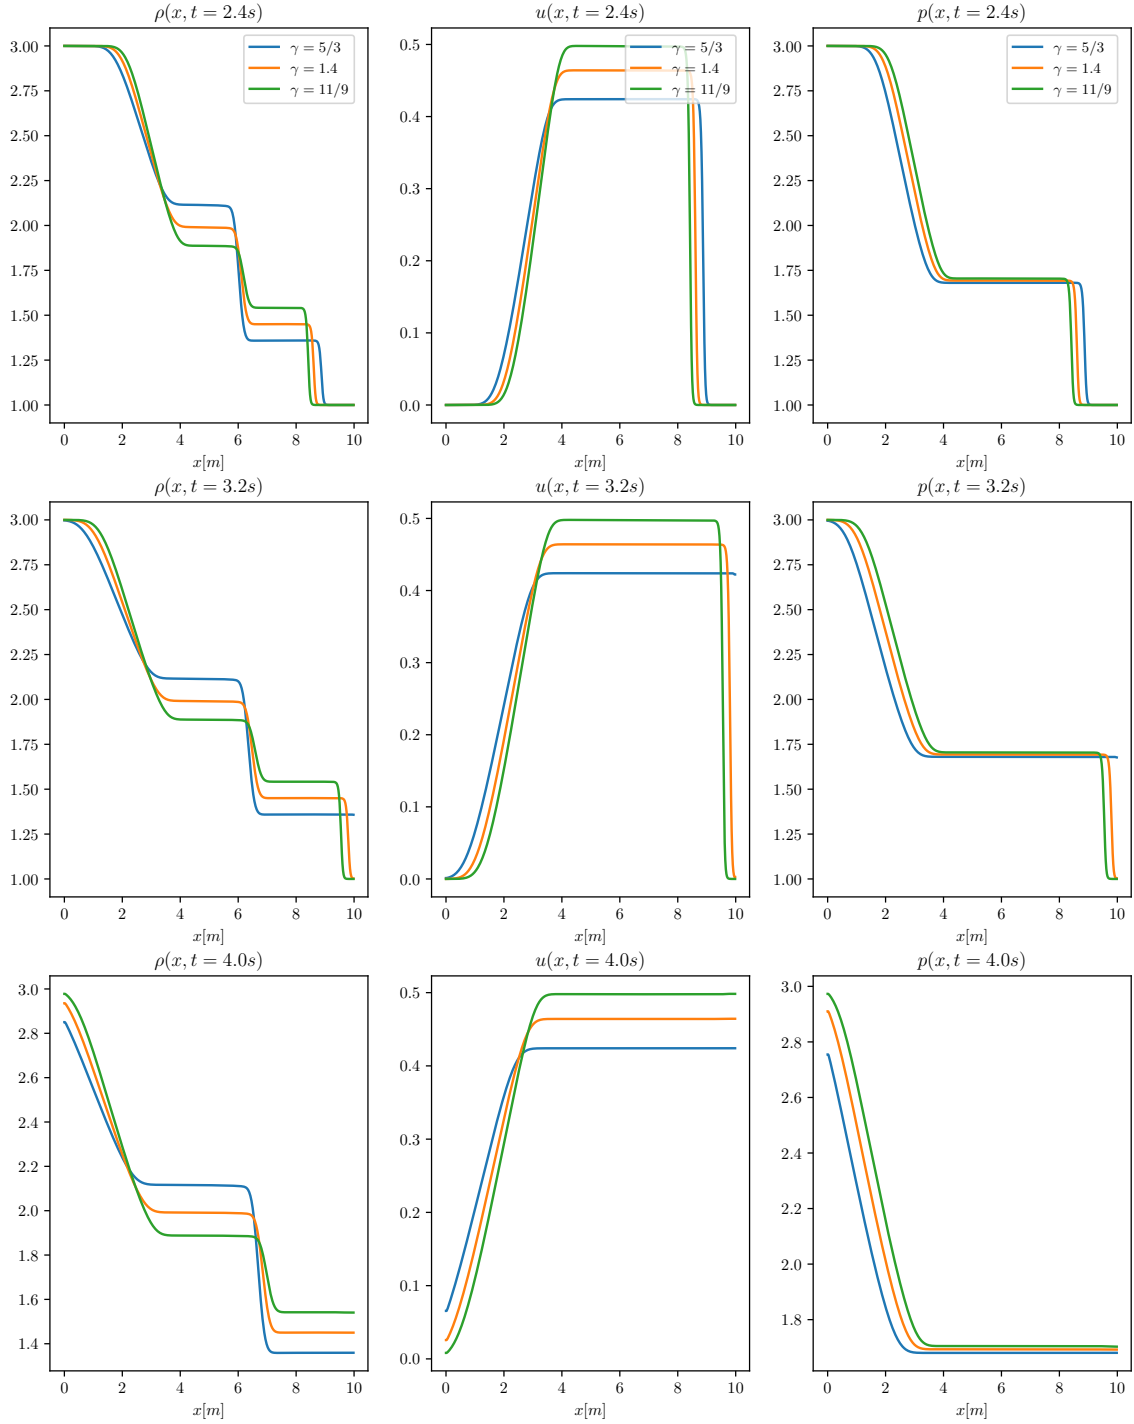 ρ(x, t = 2.4s)
3.00
2.75
2.50
2.25
2.00
1.75
1.50
1.25
1.00
γ = 5/3
γ = 1.4
γ = 11/9
0 2 4 6 8 10
x[m]
u(x, t = 2.4s)
0.5
0.4
0.3
0.2
0.1
0.0
γ = 5/3
γ = 1.4
γ = 11/9
0 2 4 6 8 10
x[m]
p(x, t = 2.4s)
3.00
2.75
2.50
2.25
2.00
1.75
1.50
1.25
1.00
γ = 5/3
γ = 1.4
γ = 11/9
0 2 4 6 8 10
x[m]
ρ(x, t = 3.2s)
3.00
2.75
2.50
2.25
2.00
1.75
1.50
1.25
1.00
0 2 4 6 8 10
x[m]
u(x, t = 3.2s)
0.5
0.4
0.3
0.2
0.1
0.0
0 2 4 6 8 10
x[m]
p(x, t = 3.2s)
3.00
2.75
2.50
2.25
2.00
1.75
1.50
1.25
1.00
0 2 4 6 8 10
x[m]
ρ(x, t = 4.0s)
3.0
2.8
2.6
2.4
2.2
2.0
1.8
1.6
1.4
0 2 4 6 8 10
x[m]
u(x, t = 4.0s)
0.5
0.4
0.3
0.2
0.1
0.0
0 2 4 6 8 10
x[m]
p(x, t = 4.0s)
3.0
2.8
2.6
2.4
2.2
2.0
1.8
0 2 4 6 8 10
x[m]